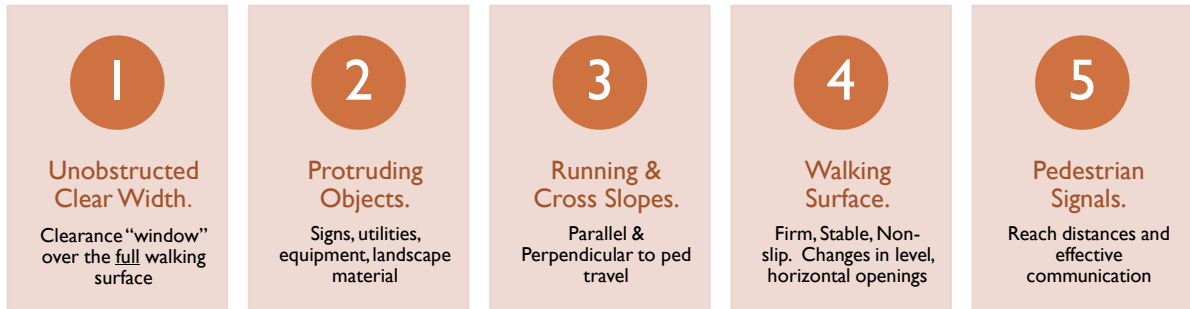 1
Unobstructed
Clear Width.
Clearance “window”
over the full walking
surface
2
Protruding
Objects.
Signs, utilities,
equipment, landscape
material
3
Running &
Cross Slopes.
Parallel &
Perpendicular to ped
travel
4
Walking
Surface.
Firm, Stable, Non-
slip. Changes in level,
horizontal openings
5
Pedestrian
Signals.
Reach distances and
effective
communication